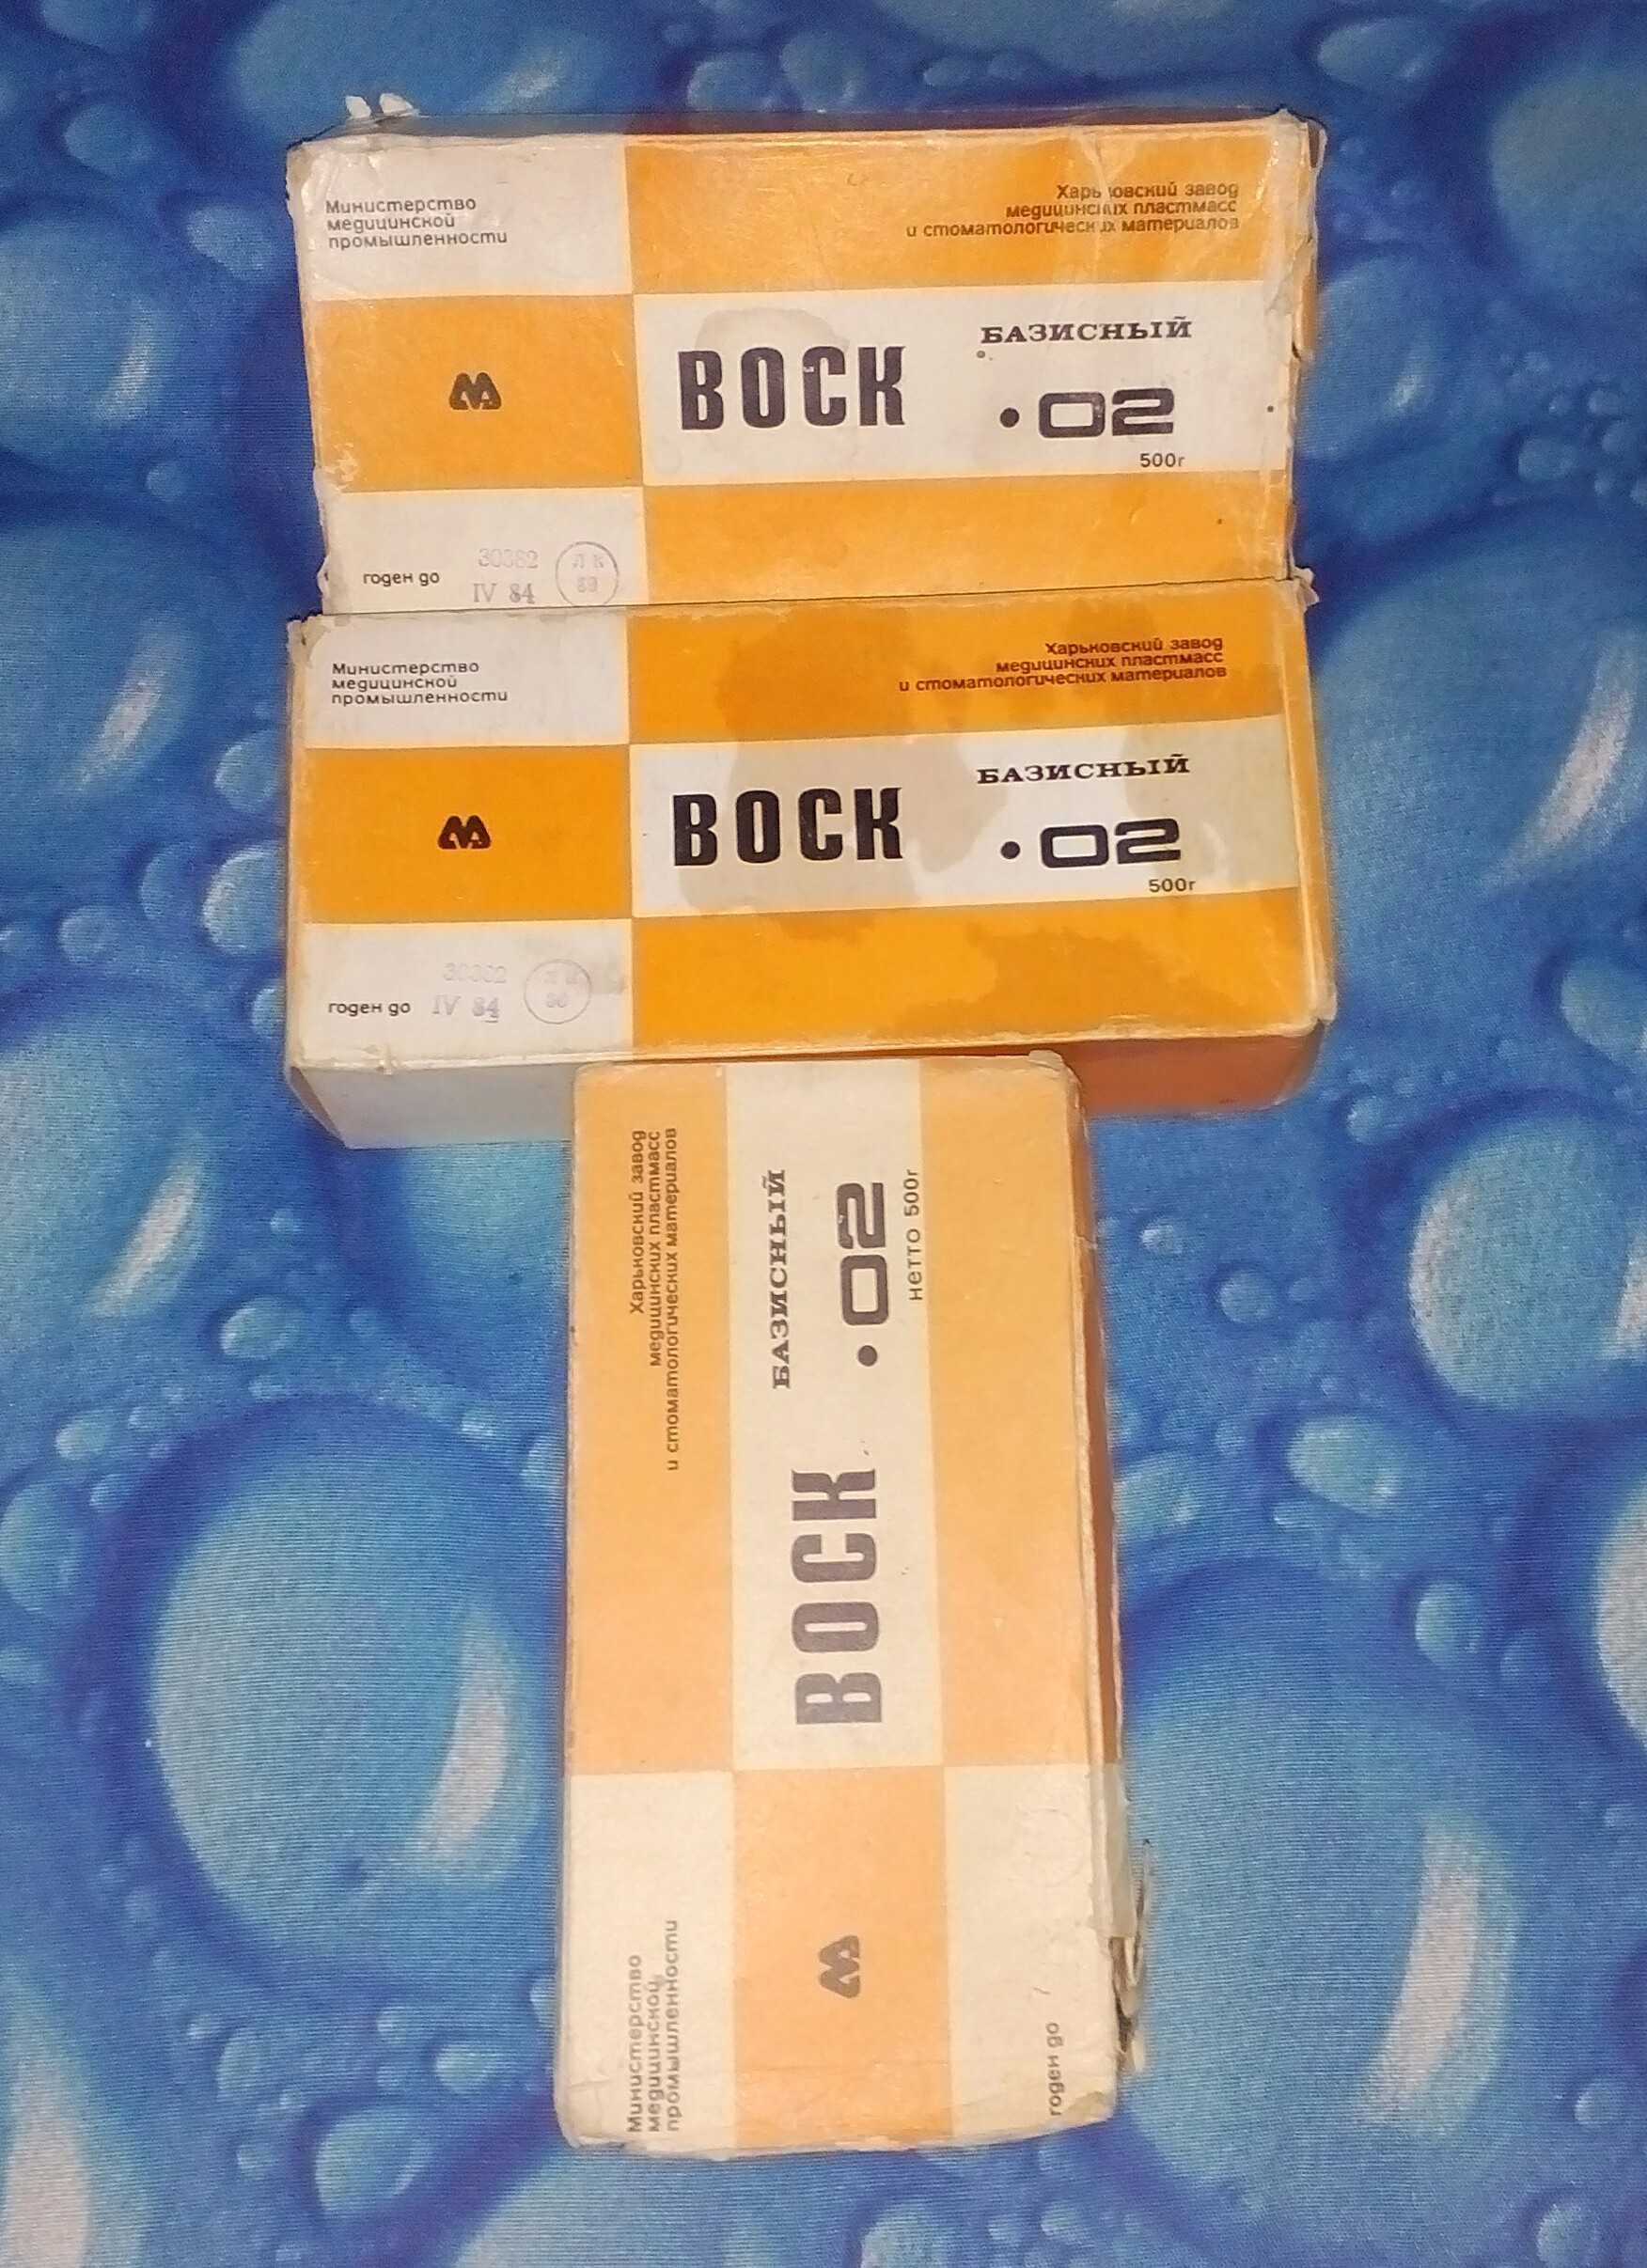 Министерство
медицинской
промышленности
Харьковский завод
медицинских пластмасс
и стоматологических материалов
БАЗИСНЫЙ
ВОСК
•02
500г
30382
годен до IV 84
Министерство
медицинской
промышленности
Харьковский завод
медицинских пластмасс
и стоматологических материалов
БАЗИСНЫЙ
ВОСК
•02
500г
годен до IV 84
Министерство
медицинской
промышленности
Харьковский завод
медицинских пластмасс
и стоматологических материалов
БАЗИСНЫЙ
ВОСК
•02
нетто 500г
годен до